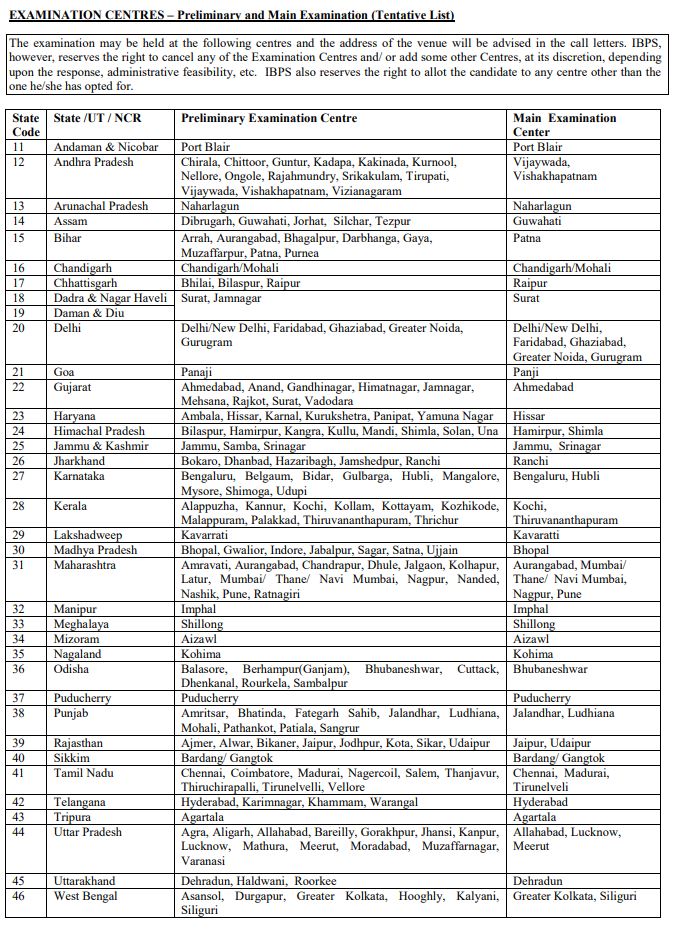 EXAMINATION CENTRES – Preliminary and Main Examination (Tentative List)
The examination may be held at the following centres and the address of the venue will be advised in the call letters. IBPS,
however, reserves the right to cancel any of the Examination Centres and/ or add some other Centres, at its discretion, depending
upon the response, administrative feasibility, etc. IBPS also reserves the right to allot the candidate to any centre other than the
one he/she has opted for.
State Code State /UT / NCR Preliminary Examination Centre Main Examination Center
11 Andaman & Nicobar Port Blair Port Blair
12 Andhra Pradesh Chirala, Chittoor, Guntur, Kadapa, Kakinada, Kurnool, Vijaywada,
Nellore, Ongole, Rajahmundry, Srikakulam, Tirupati, Vishakhapatnam
Vijaywada, Vishakhapatnam, Vizianagaram
13 Arunachal Pradesh Naharlagun Naharlagun
14 Assam Dibrugarh, Guwahati, Jorhat, Silchar, Tezpur Guwahati
15 Bihar Arrah, Aurangabad, Bhagalpur, Darbhanga, Gaya, Patna
Muzaffarpur, Patna, Purnea
16 Chandigarh Chandigarh/Mohali Chandigarh/Mohali
17 Chhattisgarh Bhilai, Bilaspur, Raipur Raipur
18 Dadra & Nagar Haveli Surat, Jamnagar Surat
19 Daman & Diu
20 Delhi Delhi/New Delhi, Faridabad, Ghaziabad, Greater Noida, Delhi/New Delhi,
Gurugram Faridabad, Ghaziabad,
Greater Noida, Gurugram
21 Goa Panaji Panji
22 Gujarat Ahmedabad, Anand, Gandhinagar, Himatnagar, Jamnagar, Ahmedabad
Mehsana, Rajkot, Surat, Vadodara
23 Haryana Ambala, Hissar, Karnal, Kurukshetra, Panipat, Yamuna Nagar Hissar
24 Himachal Pradesh Bilaspur, Hamirpur, Kangra, Kullu, Mandi, Shimla, Solan, Una Hamirpur, Shimla
25 Jammu & Kashmir Jammu, Samba, Srinagar Jammu, Srinagar
26 Jharkhand Bokaro, Dhanbad, Hazaribagh, Jamshedpur, Ranchi Ranchi
27 Karnataka Bengaluru, Belgaum, Bidar, Gulbarga, Hubli, Mangalore, Bengaluru, Hubli
Mysore, Shimoga, Udupi
28 Kerala Alappuzha, Kannur, Kochi, Kollam, Kottayam, Kozhikode, Kochi,
Malappuram, Palakkad, Thiruvananthapuram, Thrichur Thiruvananthapuram
29 Lakshadweep Kavarrati Kavaratti
30 Madhya Pradesh Bhopal, Gwalior, Indore, Jabalpur, Sagar, Satna, Ujjain Bhopal
31 Maharashtra Amravati, Aurangabad, Chandrapur, Dhule, Jalgaon, Kolhapur, Aurangabad, Mumbai/
Latur, Mumbai/ Thane/ Navi Mumbai, Nagpur, Nanded, Thane/ Navi Mumbai,
Nashik, Pune, Ratnagiri Nagpur, Pune
32 Manipur Imphal Imphal
33 Meghalaya Shillong Shillong
34 Mizoram Aizawl Aizawl
35 Nagaland Kohima Kohima
36 Odisha Balasore, Berhampur(Ganjam), Bhubaneshwar, Cuttack, Bhubaneshwar
Dhenkanal, Rourkela, Sambalpur
37 Puducherry Puducherry Puducherry
38 Punjab Amritsar, Bhatinda, Fategarh Sahib, Jalandhar, Ludhiana, Jalandhar, Ludhiana
Mohali, Pathankot, Patiala, Sangrur
39 Rajasthan Ajmer, Alwar, Bikaner, Jaipur, Jodhpur, Kota, Sikar, Udaipur Jaipur, Udaipur
40 Sikkim Bardang/ Gangtok Bardang/ Gangtok
41 Tamil Nadu Chennai, Coimbatore, Madurai, Nagercoil, Salem, Thanjavur, Chennai, Madurai,
Thiruchirapalli, Tirunelvelli, Vellore Tirunelveli
42 Telangana Hyderabad, Karimnagar, Khammam, Warangal Hyderabad
43 Tripura Agartala Agartala
44 Uttar Pradesh Agra, Aligarh, Allahabad, Bareilly, Gorakhpur, Jhansi, Kanpur, Allahabad, Lucknow,
Lucknow, Mathura, Meerut, Moradabad, Muzaffarnagar, Meerut
Varanasi
45 Uttarakhand Dehradun, Haldwani, Roorkee Dehradun
46 West Bengal Asansol, Durgapur, Greater Kolkata, Hooghly, Kalyani, Greater Kolkata, Siliguri
Siliguri